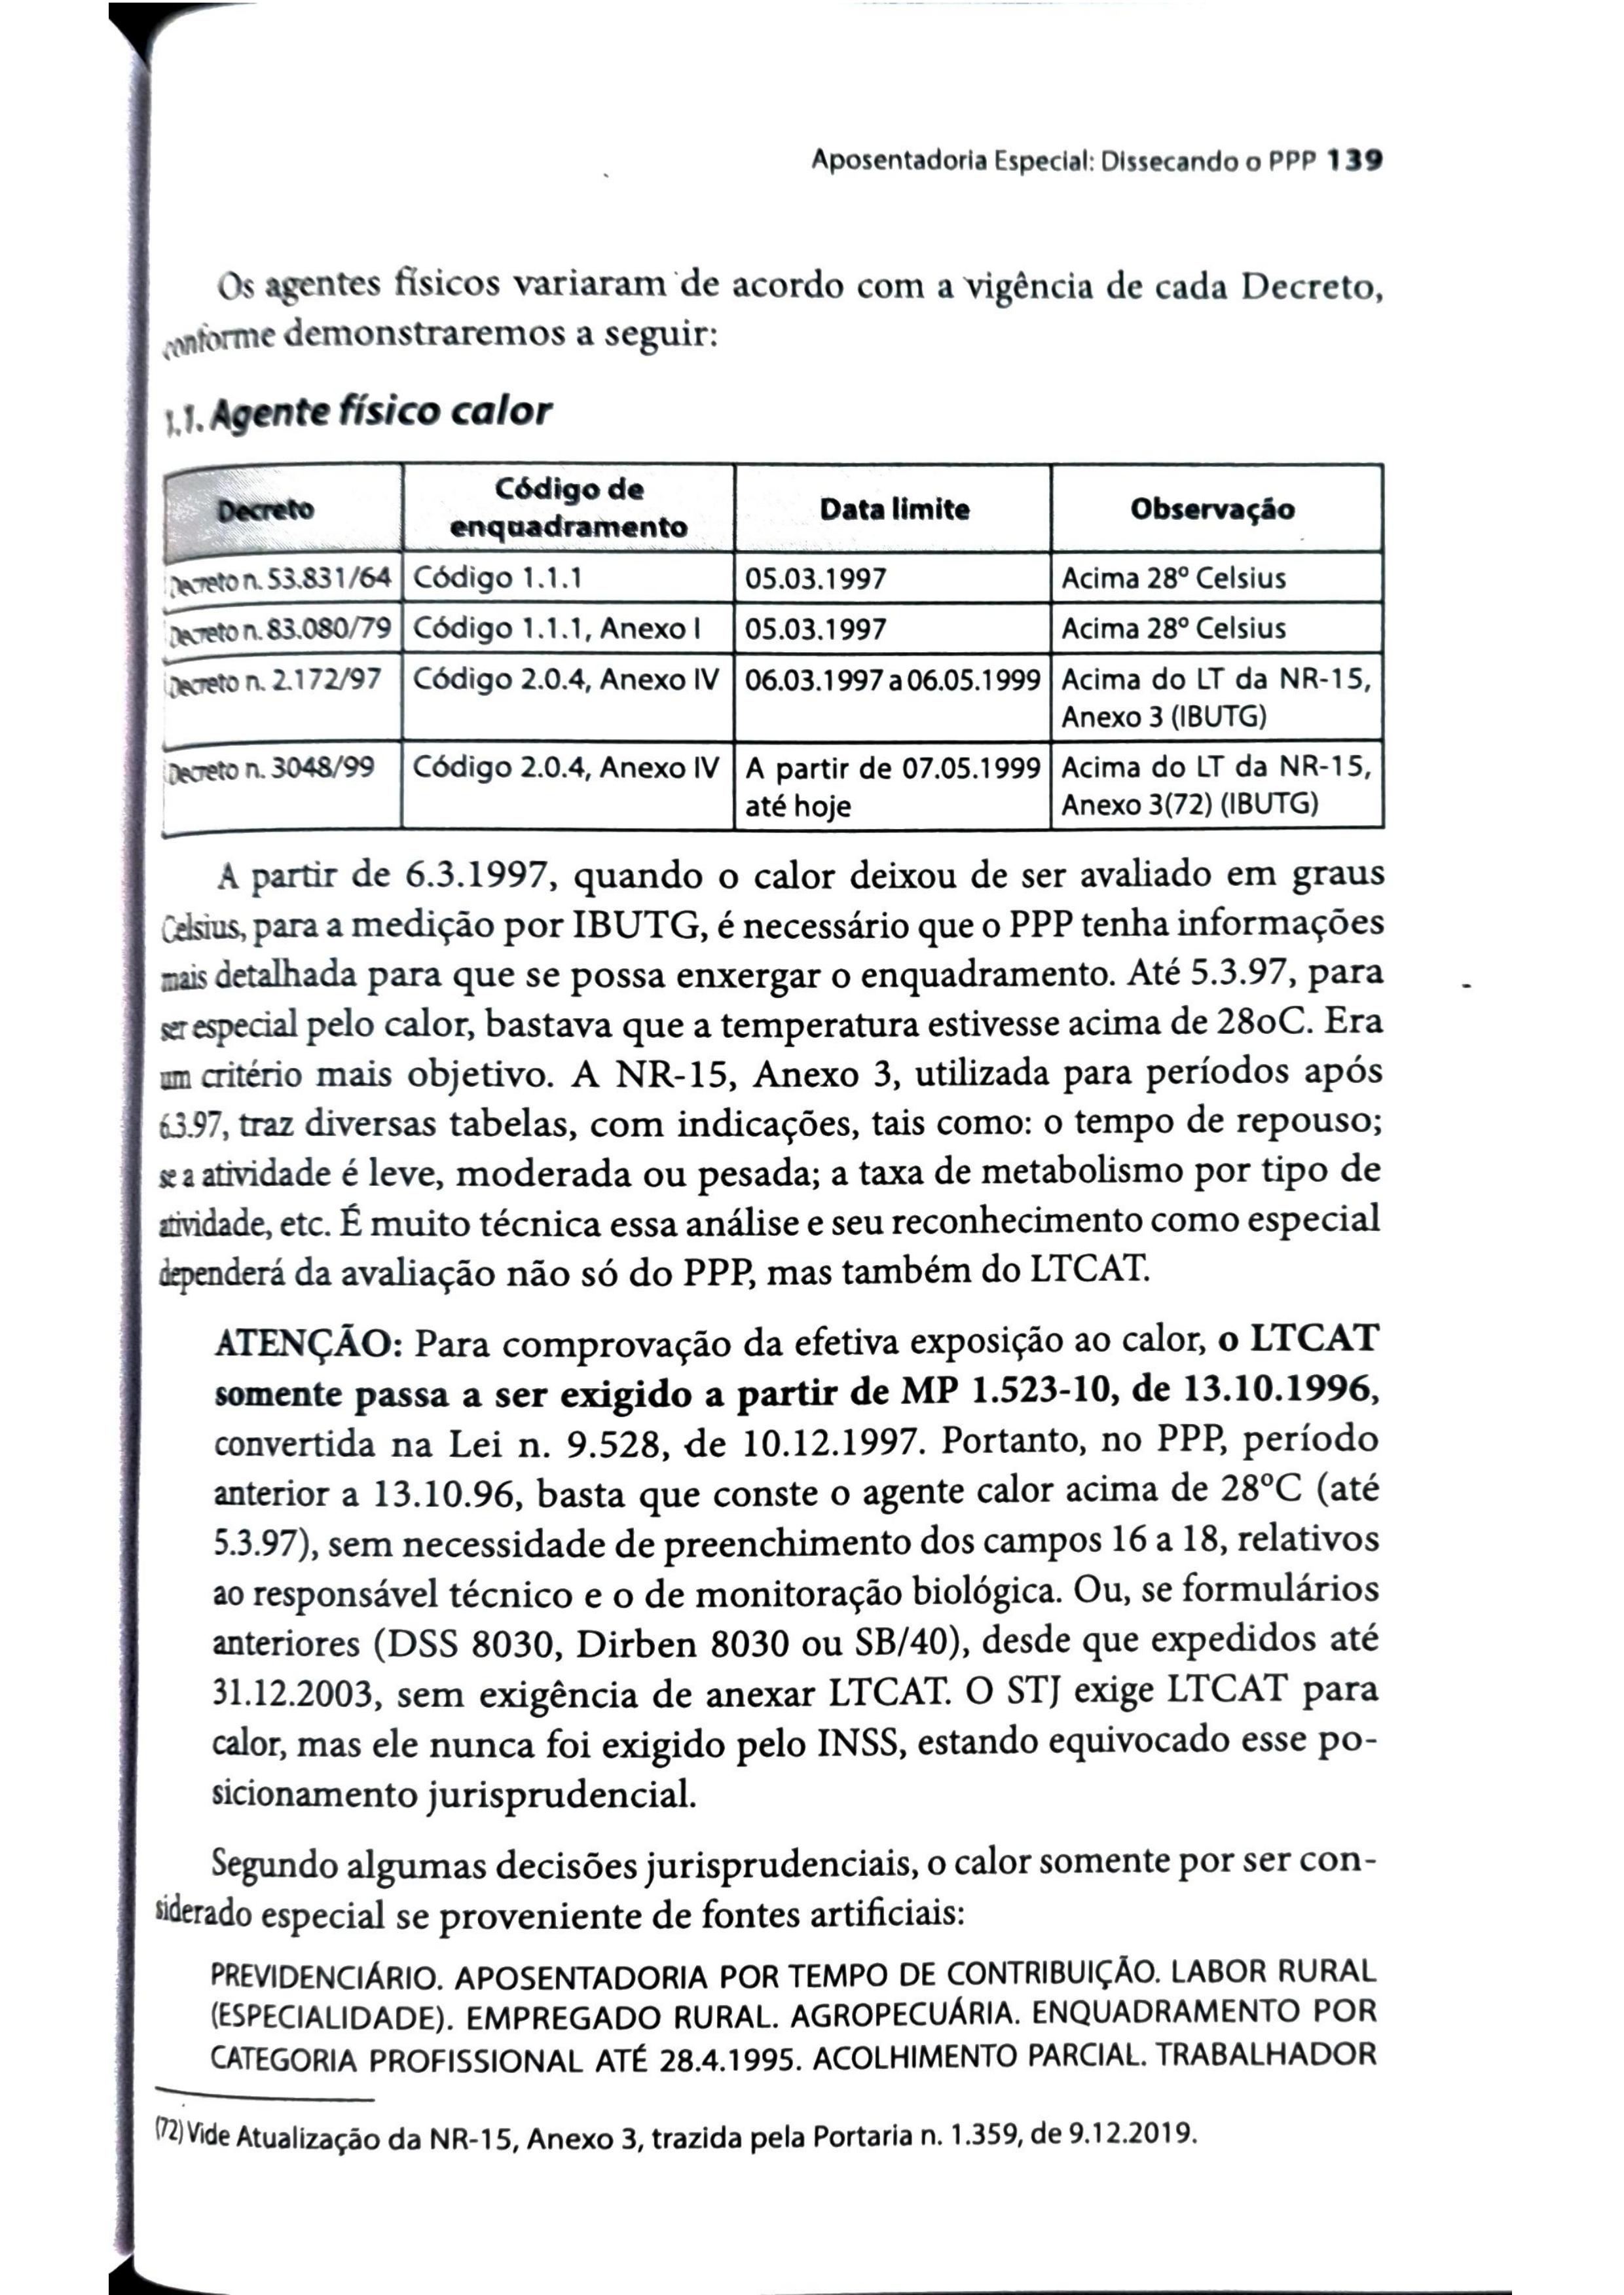 Aposentadoria Especial: Dissecando o PPP 139
Os agentes físicos variaram de acordo com a vigência de cada Decreto,
conforme demonstraremos a seguir:
1.1. Agente físico calor
Decreto
Código de
enquadramento
Data limite
Observação
Decreto n. 53.831/64 Código 1.1.1 05.03.1997 Acima 28º Celsius
Decreto n. 83.080/79 Código 1.1.1, Anexo I 05.03.1997 Acima 28º Celsius
Decreto n. 2.172/97 Código 2.0.4, Anexo IV 06.03.1997 a 06.05.1999 Acima do LT da NR-15,
Anexo 3 (IBUTG)
Decreto n. 3048/99 Código 2.0.4, Anexo IV A partir de 07.05.1999 Acima do LT da NR-15,
até hoje Anexo 3(72) (IBUTG)
A partir de 6.3.1997, quando o calor deixou de ser avaliado em graus
Celsius, para a medição por IBUTG, é necessário que o PPP tenha informações
mais detalhada para que se possa enxergar o enquadramento. Até 5.3.97, para
ser especial pelo calor, bastava que a temperatura estivesse acima de 28oC. Era
um critério mais objetivo. A NR-15, Anexo 3, utilizada para períodos após
6.3.97, traz diversas tabelas, com indicações, tais como: o tempo de repouso;
se a atividade é leve, moderada ou pesada; a taxa de metabolismo por tipo de
atividade, etc. É muito técnica essa análise e seu reconhecimento como especial
dependerá da avaliação não só do PPP, mas também do LTCAT.
ATENÇÃO: Para comprovação da efetiva exposição ao calor, o LTCAT
somente passa a ser exigido a partir de MP 1.523-10, de 13.10.1996,
convertida na Lei n. 9.528, de 10.12.1997. Portanto, no PPP, período
anterior a 13.10.96, basta que conste o agente calor acima de 28ºC (até
5.3.97), sem necessidade de preenchimento dos campos 16 a 18, relativos
ao responsável técnico e o de monitoração biológica. Ou, se formulários
anteriores (DSS 8030, Dirben 8030 ou SB/40), desde que expedidos até
31.12.2003, sem exigência de anexar LTCAT. O STJ exige LTCAT para
calor, mas ele nunca foi exigido pelo INSS, estando equivocado esse po-
sicionamento jurisprudencial.
Segundo algumas decisões jurisprudenciais, o calor somente por ser con-
siderado especial se proveniente de fontes artificiais:
PREVIDENCIÁRIO. APOSENTADORIA POR TEMPO DE CONTRIBUIÇÃO. LABOR RURAL
(ESPECIALIDADE). EMPREGADO RURAL. AGROPECUÁRIA. ENQUADRAMENTO POR
CATEGORIA PROFISSIONAL ATÉ 28.4.1995. ACOLHIMENTO PARCIAL. TRABALHADOR
(72) Vide Atualização da NR-15, Anexo 3, trazida pela Portaria n. 1.359, de 9.12.2019.